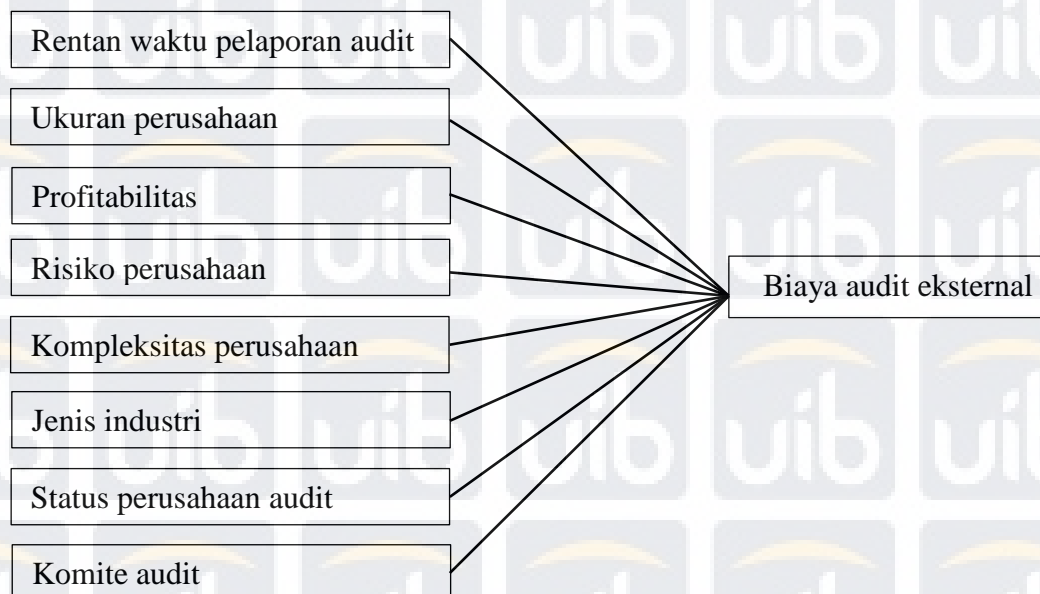 Rentan waktu pelaporan audit
Ukuran perusahaan
Profitabilitas
Risiko perusahaan
Kompleksitas perusahaan
Jenis industri
Status perusahaan audit
Komite audit
Biaya audit eksternal
uib